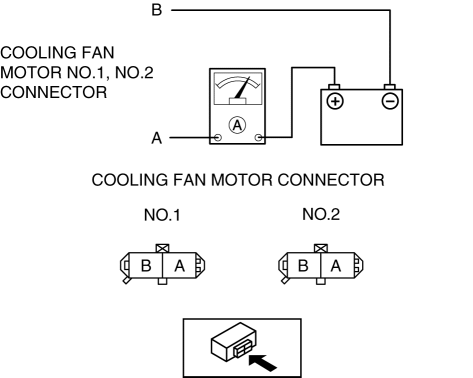 B
COOLING FAN
MOTOR NO.1, NO.2
CONNECTOR
A
A
+
−
COOLING FAN MOTOR CONNECTOR
NO.1 NO.2
B A B A